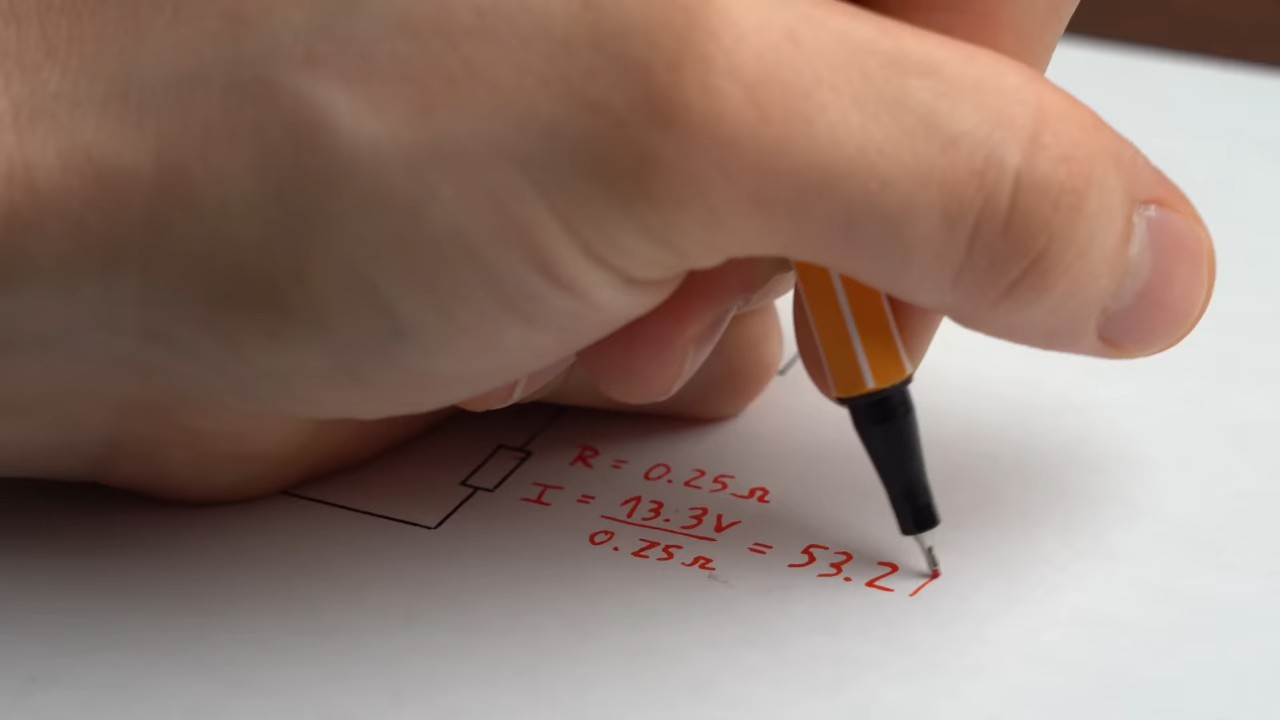 R = 0.25Ω
I = 13.3V
0.25Ω
= 53.2